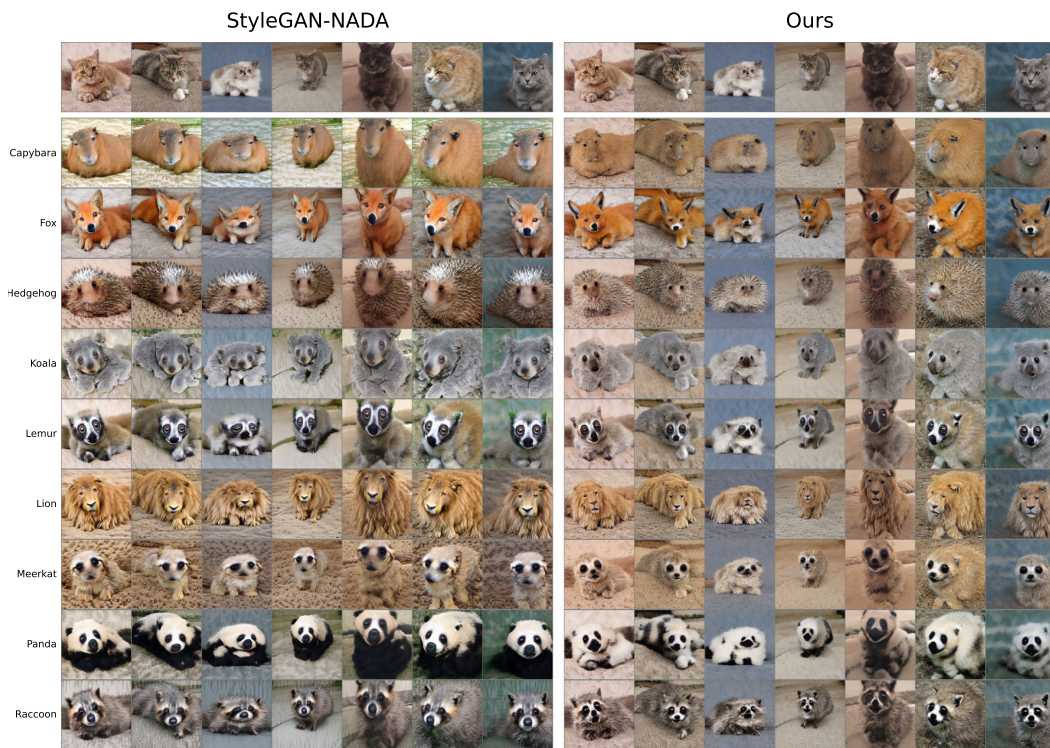 StyleGAN-NADA
Ours
Capybara
Fox
Hedgehog
Koala
Lemur
Lion
Meerkat
Panda
Raccoon